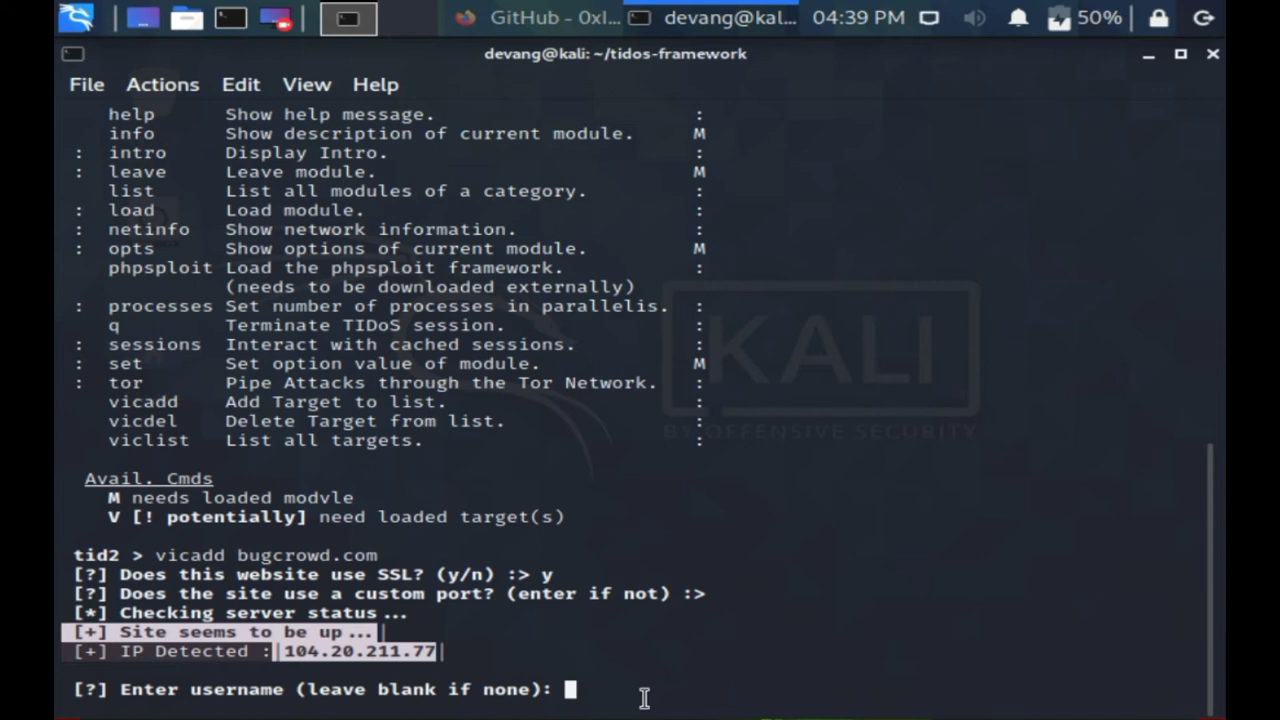 GitHub - 0xI... devang@kal... 04:39 PM 50%
devang@kali: ~/tidos-framework
File Actions Edit View Help
help Show help message. :
info Show description of current module. M
: intro Display Intro. :
: leave Leave module. M
list List all modules of a category. :
: load Load module. :
: netinfo Show network information. :
: opts Show options of current module. M
phpsploit Load the phpsploit framework. :
(needs to be downloaded externally)
: processes Set number of processes in parallelis. :
q Terminate TIDoS session. :
: sessions Interact with cached sessions. :
: set Set option value of module. M
: tor Pipe Attacks through the Tor Network. :
vicadd Add Target to list. :
vicdel Delete Target from list. :
viclist List all targets. :
KALI
BY OFFENSIVE SECURITY
Avail. Cmds
M needs loaded modvle
V [! potentially] need loaded target(s)
tid2 > vicadd bugcrowd.com
[?] Does this website use SSL? (y/n) :> y
[?] Does the site use a custom port? (enter if not) :>
[*] Checking server status...
[+] Site seems to be up...|
[+] IP Detected :|104.20.211.77|
[?] Enter username (leave blank if none):